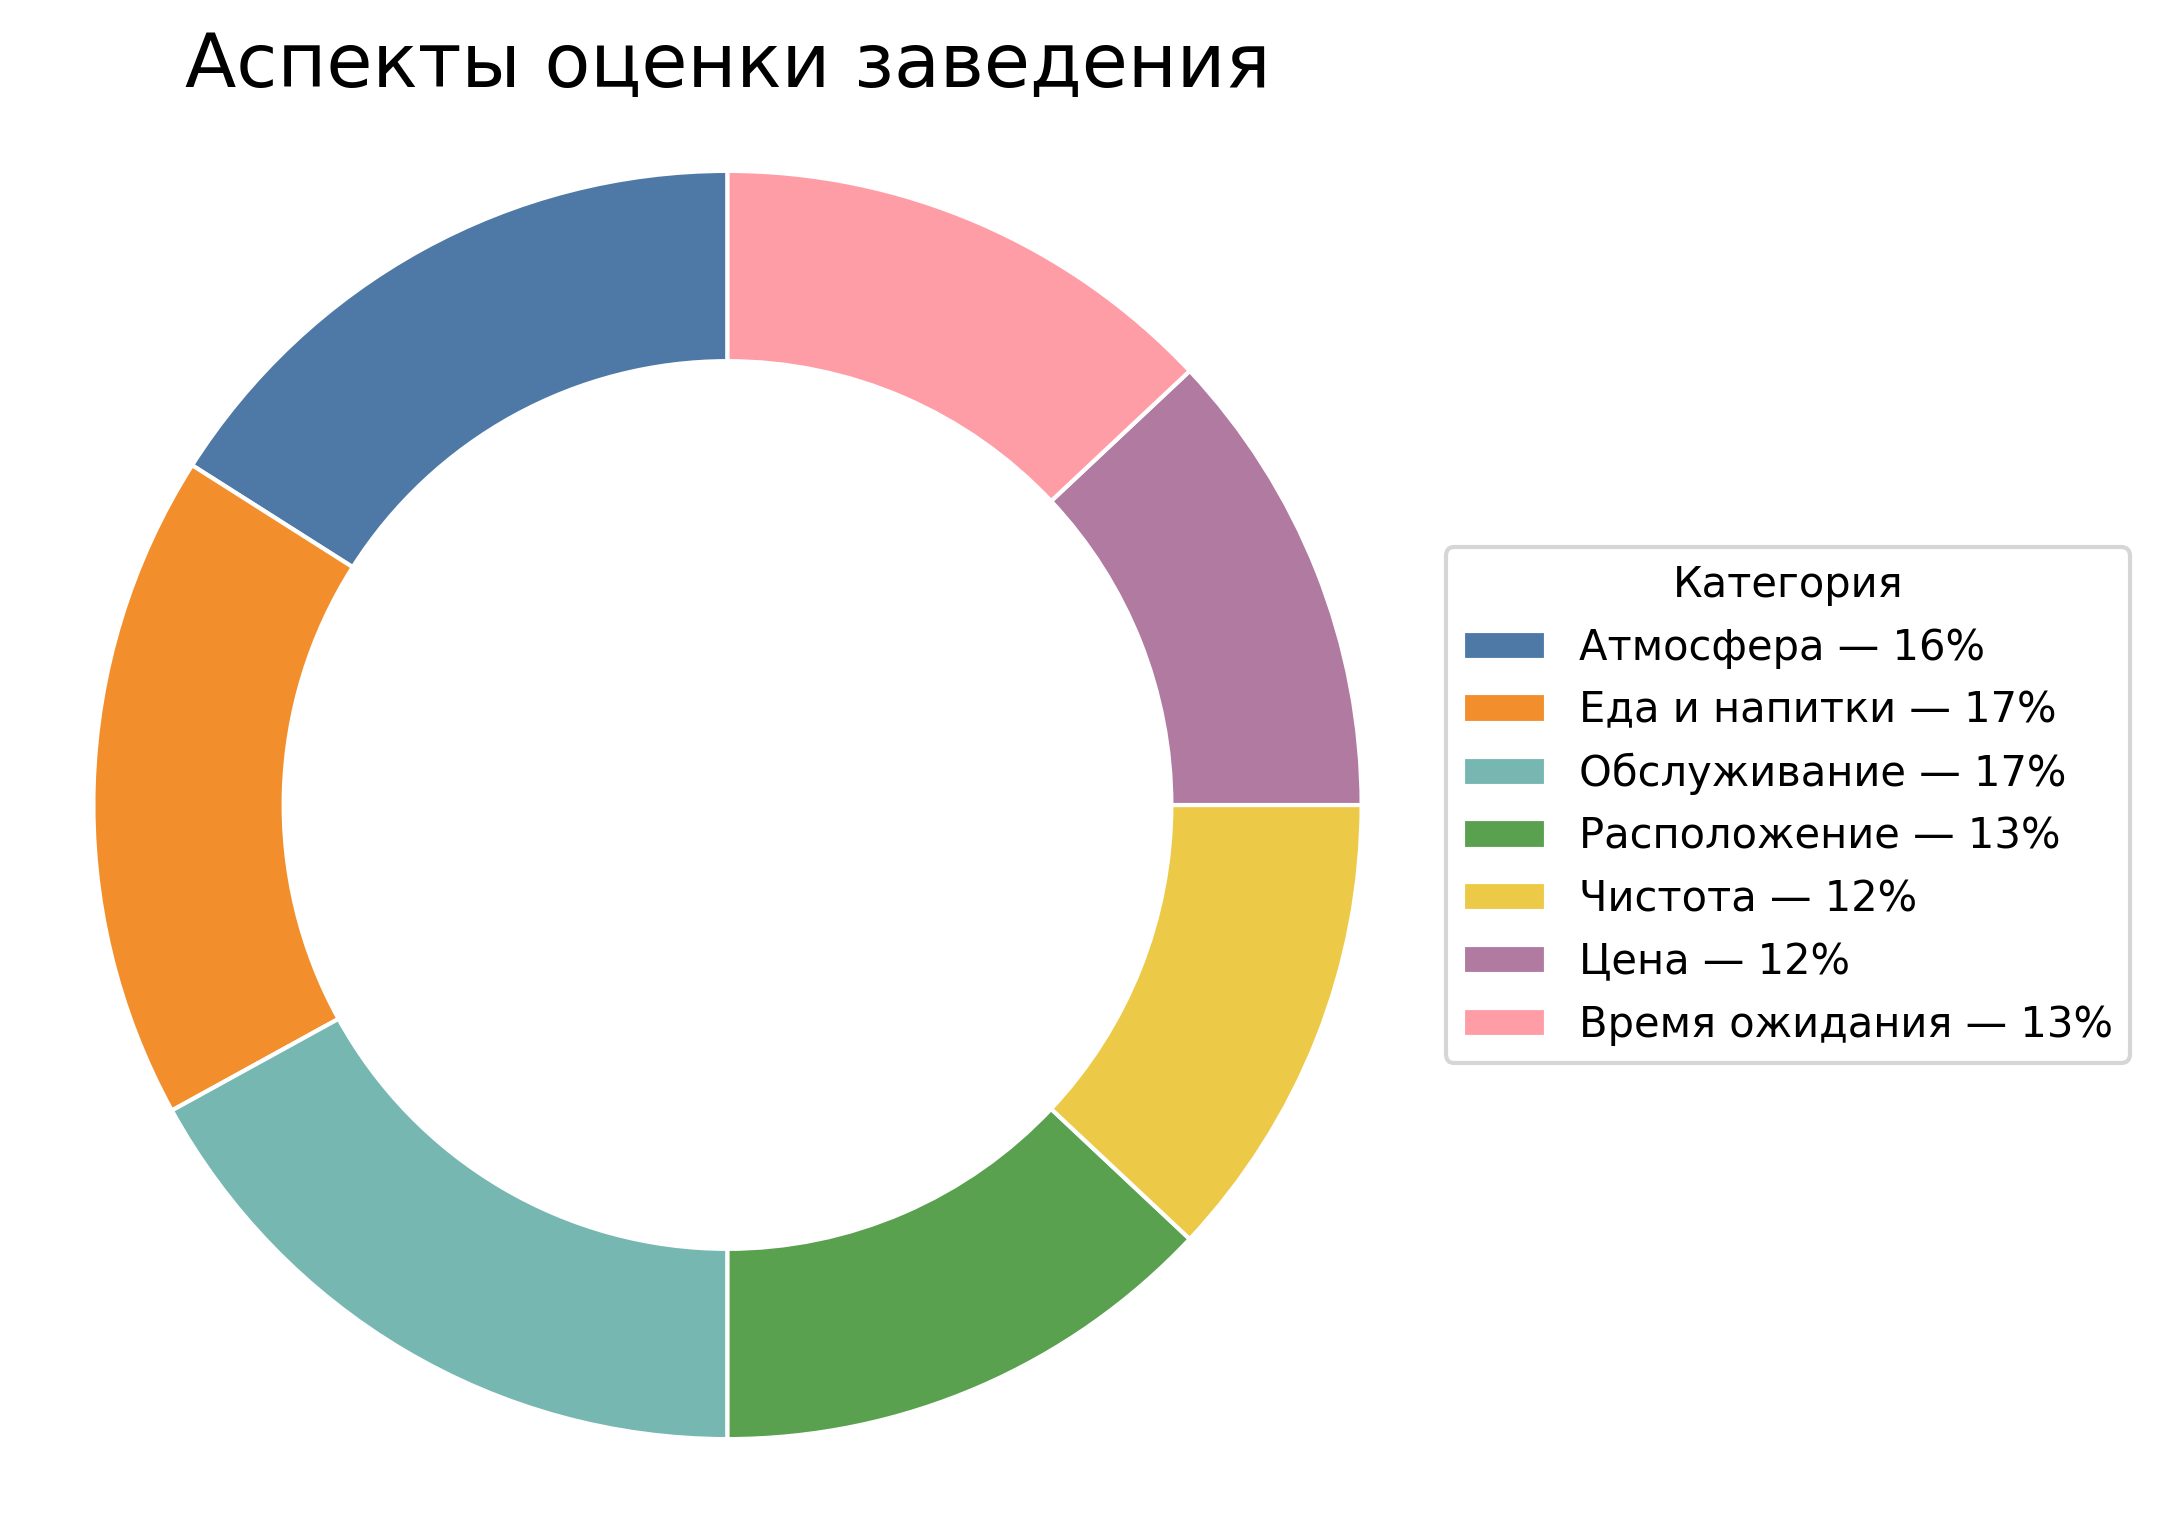 Аспекты оценки заведения
Категория
Атмосфера — 16%
Еда и напитки — 17%
Обслуживание — 17%
Расположение — 13%
Чистота — 12%
Цена — 12%
Время ожидания — 13%